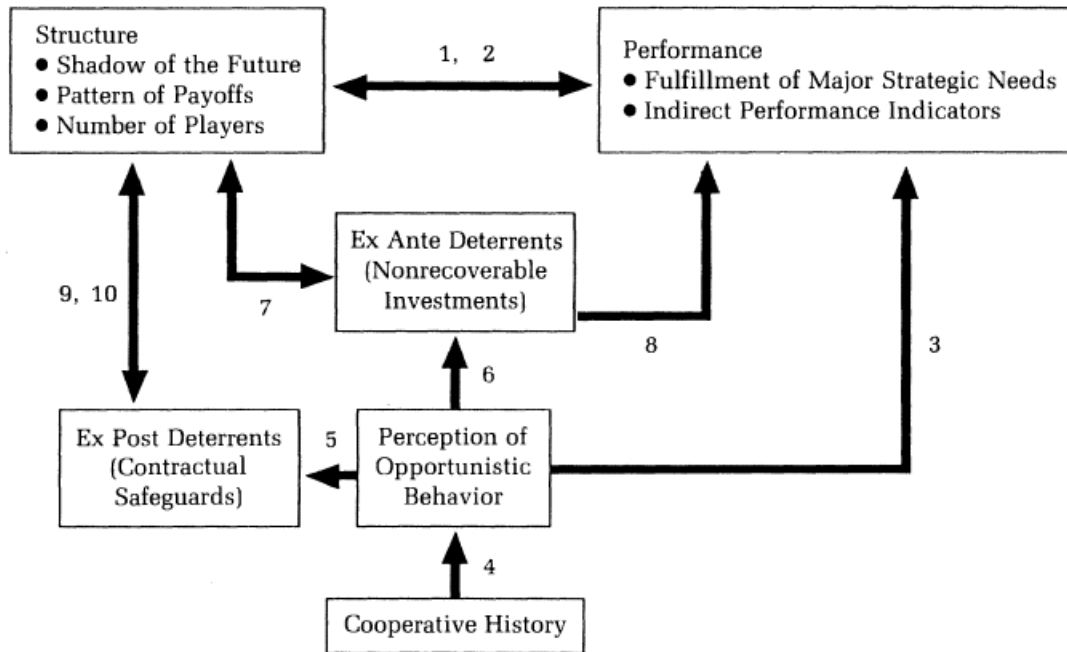 Structure
● Shadow of the Future
● Pattern of Payoffs
● Number of Players
1, 2
Performance
● Fulfillment of Major Strategic Needs
● Indirect Performance Indicators
Ex Ante Deterrents
(Nonrecoverable
Investments)
9, 10
7
8
3
6
Ex Post Deterrents
(Contractual
Safeguards)
5
Perception of
Opportunistic
Behavior
4
Cooperative History